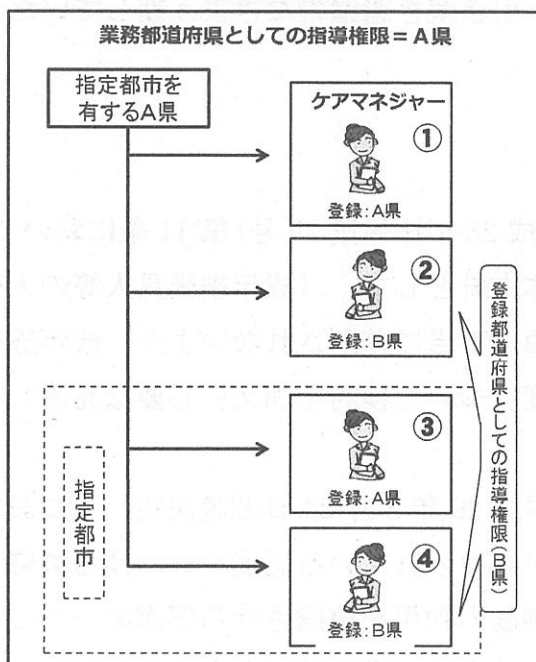 業務都道府県としての指導権限＝A県
指定都市を
有するA県
ケアマネジャー
①
登録：A県
②
登録：B県
③
登録：A県
④
登録：B県
指定都市
登録都道府県としての指導権限(B県)